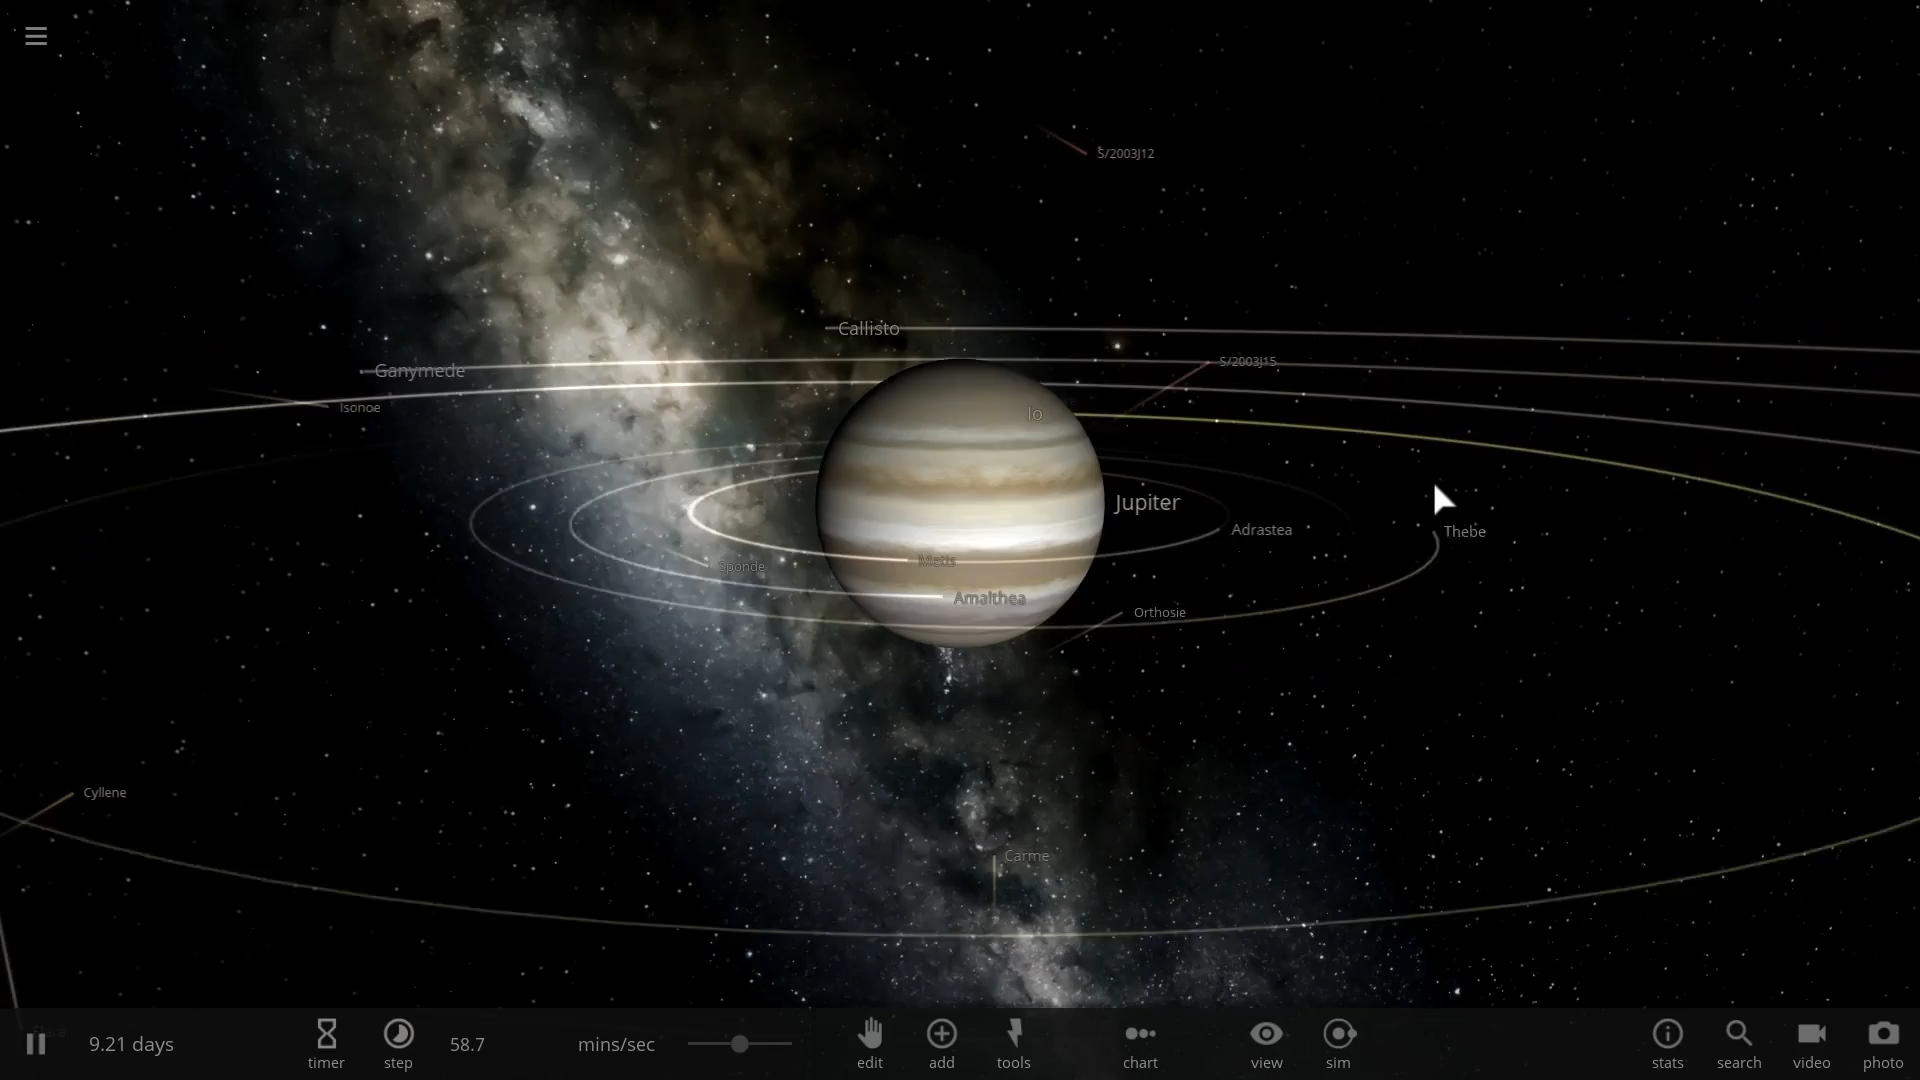 S/2003J12
Callisto
S/2003J15
Ganymede
Isonoe
Io
Jupiter
Adrastea
Thebe
Metis
Sponde
Amalthea
Orthosie
Cyllene
Carme
9.21 days
timer
step
58.7
mins/sec
edit
add
tools
chart
view
sim
stats
search
video
photo